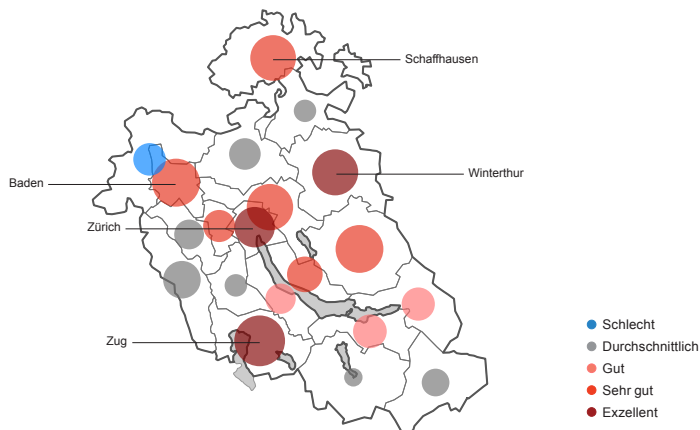 Schaffhausen
Winterthur
Baden
Zürich
Zug
Schlecht
Durchschnittlich
Gut
Sehr gut
Exzellent